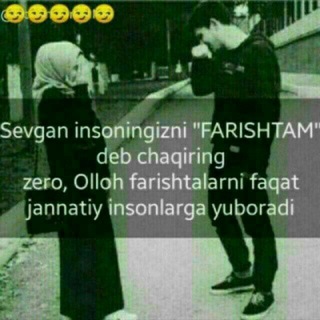 Sevgan insoningizni "FARISHTAM"
deb chaqiring
zero, Olloh farishtalarni faqat
jannatiy insonlarga yuboradi